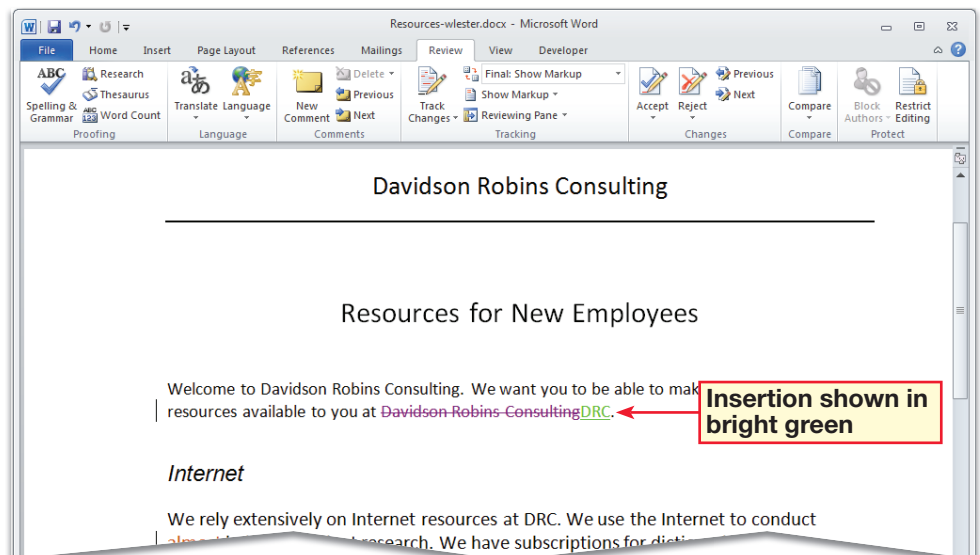 Resources-wlester.docx - Microsoft Word
File Home Insert Page Layout References Mailings Review View Developer
ABC Spelling & Grammar
Research
Thesaurus
ABC 123 Word Count
Proofing
Translate Language
Language
New Comment
Delete
Previous
Next
Comments
Track Changes
Final: Show Markup
Show Markup
Reviewing Pane
Tracking
Accept Reject
Previous
Next
Changes
Compare
Compare
Block Authors
Restrict Editing
Protect
Davidson Robins Consulting
Resources for New Employees
Welcome to Davidson Robins Consulting. We want you to be able to mak
resources available to you at Davidson Robins ConsultingDRC.
Insertion shown in
bright green
Internet
We rely extensively on Internet resources at DRC. We use the Internet to conduct
research. We have subscriptions for